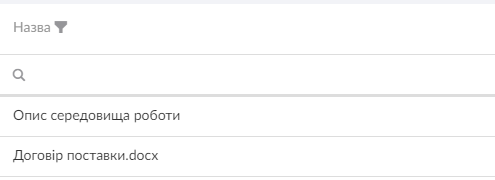 Назва
Опис середовища роботи
Договір поставки.docx